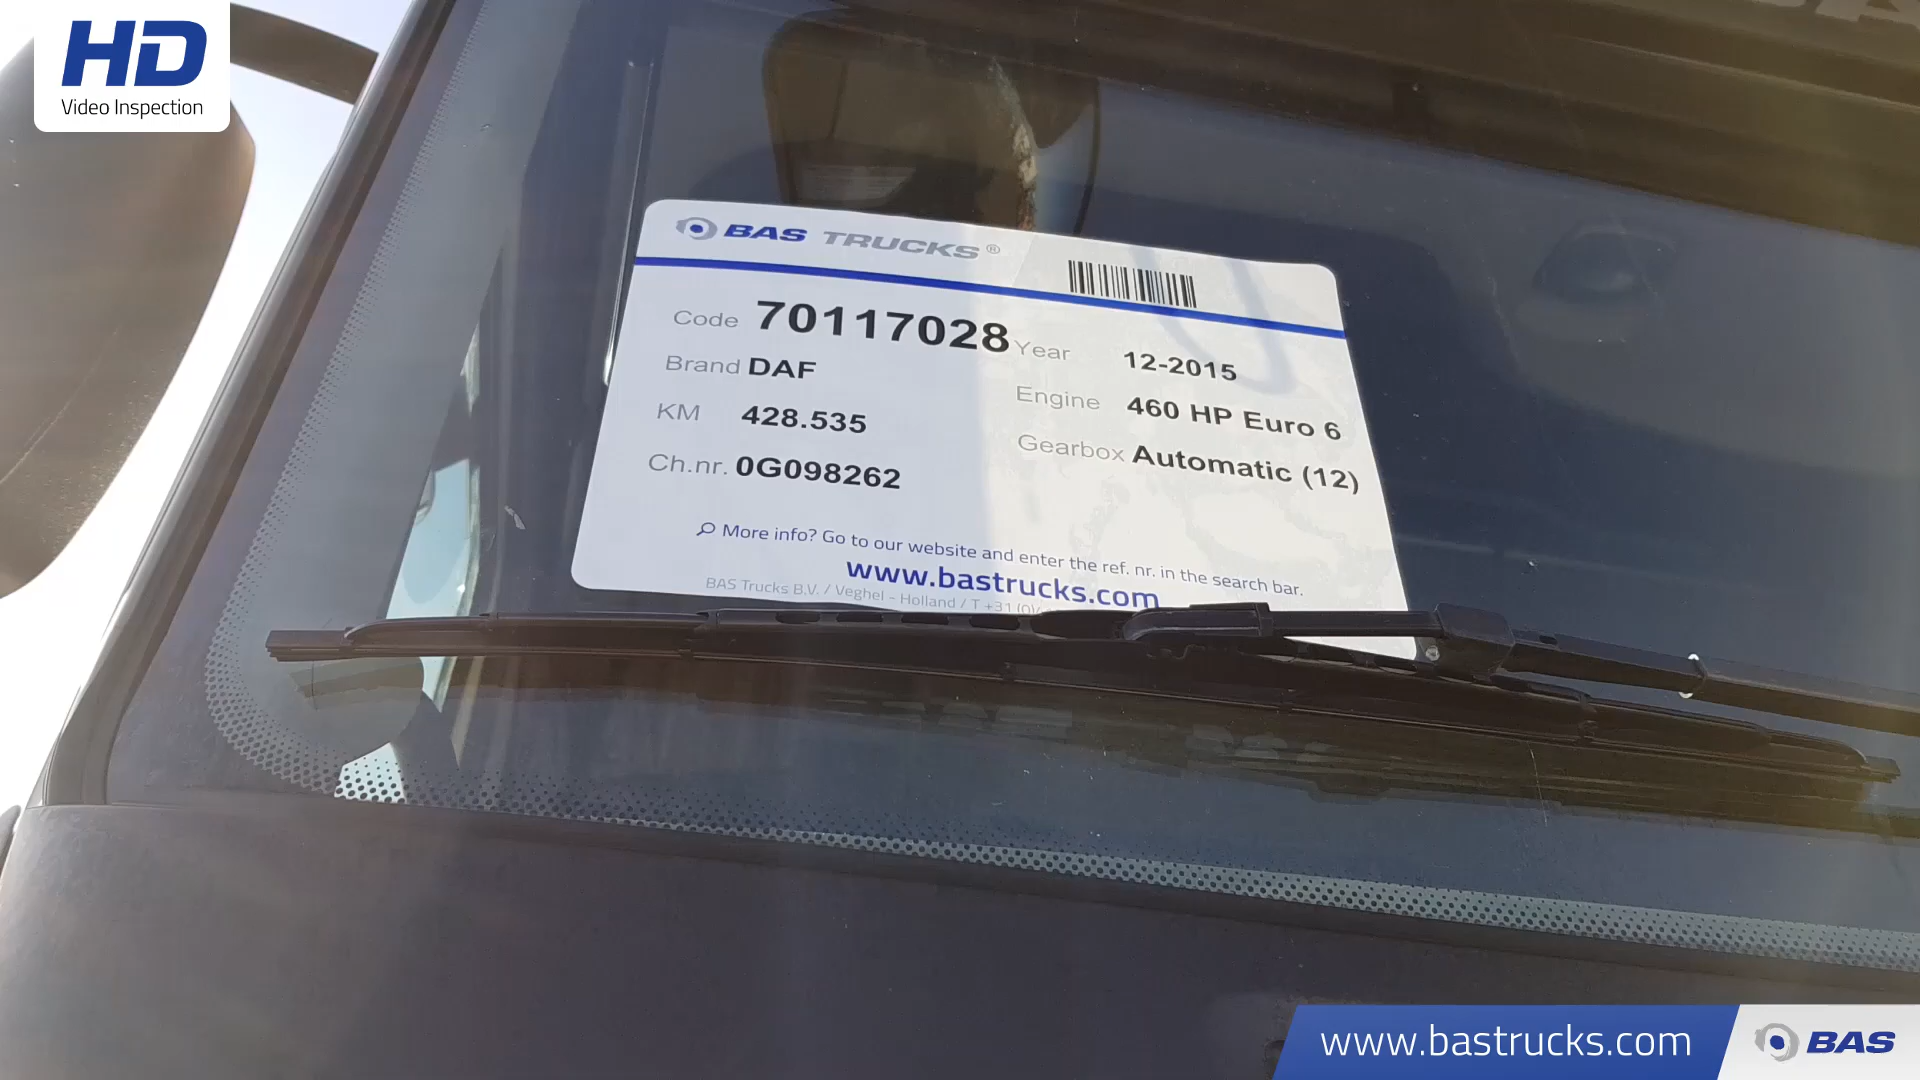 HD
Video Inspection
BAS TRUCKS®
Code 70117028
Brand DAF
KM 428.535
Ch.nr. 0G098262
Year 12-2015
Engine 460 HP Euro 6
Gearbox Automatic (12)
More info? Go to our website and enter the ref. nr. in the search bar.
www.bastrucks.com
BAS Trucks B.V. / Veghel - Holland / T +31 (0)
www.bastrucks.com
BAS